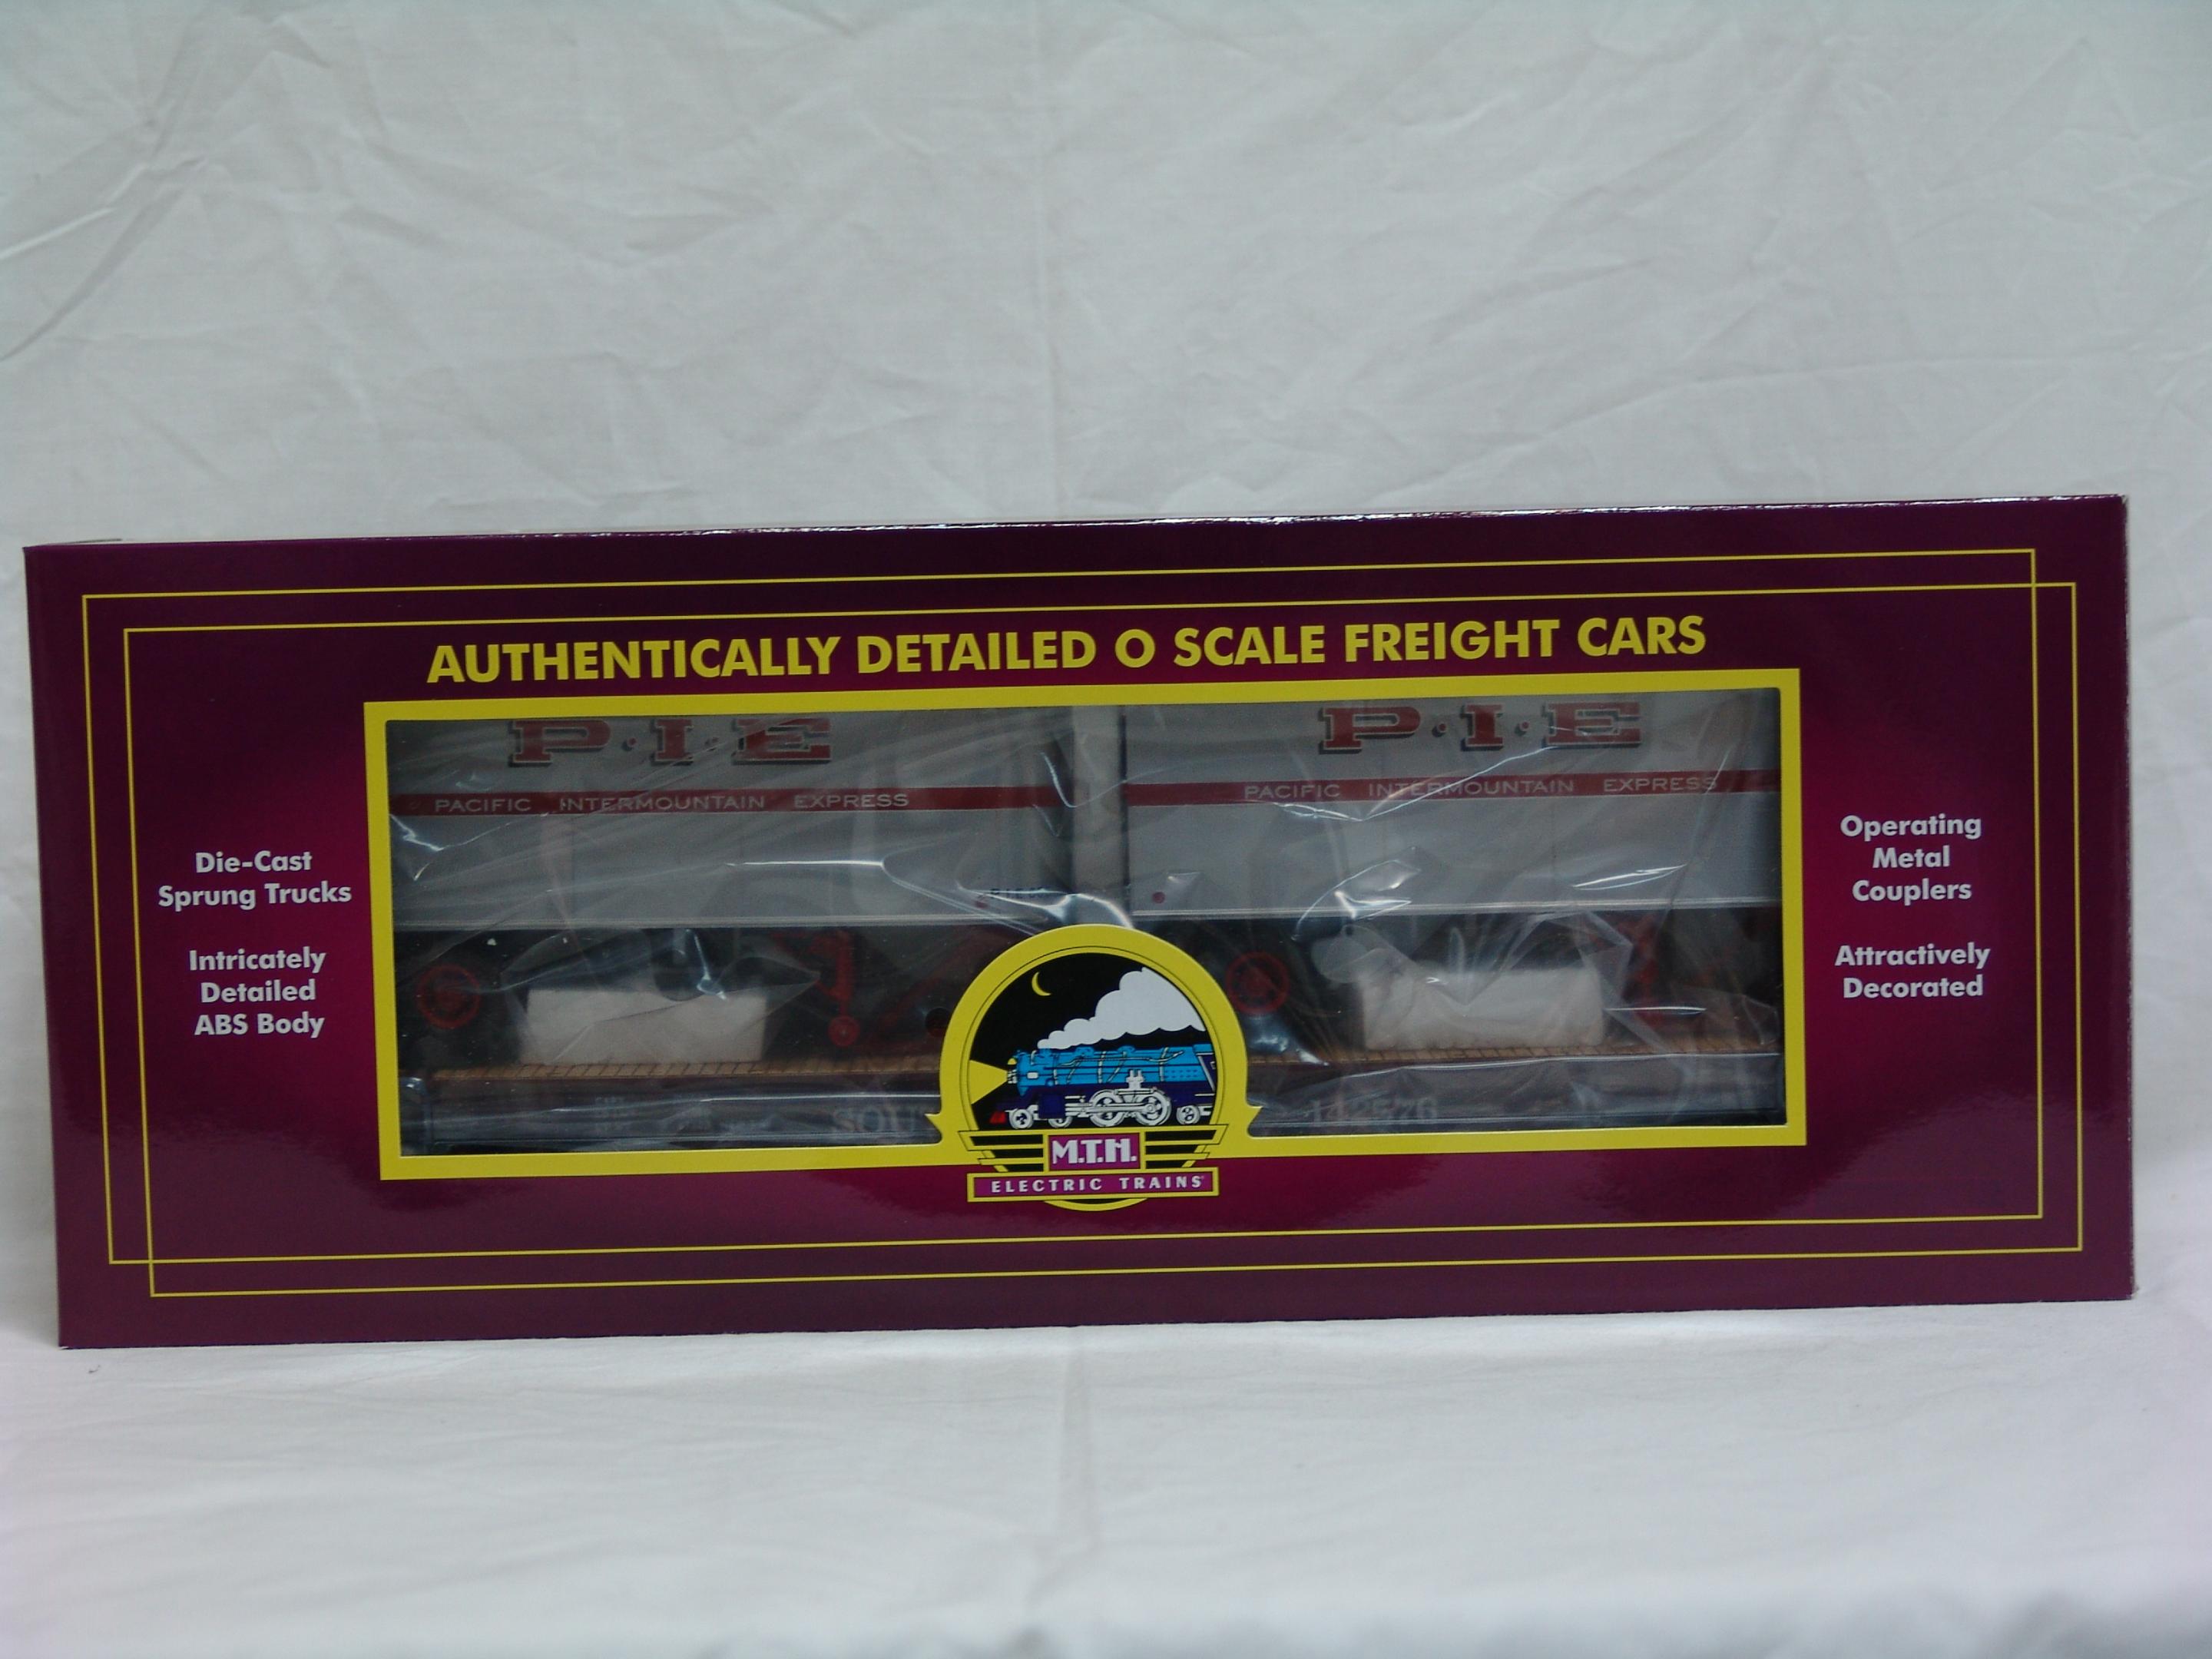 AUTHENTICALLY DETAILED O SCALE FREIGHT CARS
P·I·E
PACIFIC INTERMOUNTAIN EXPRESS
P·I·E
PACIFIC INTERMOUNTAIN EXPRESS
Die-Cast
Sprung Trucks
Intricately
Detailed
ABS Body
Operating
Metal
Couplers
Attractively
Decorated
SOU
M.T.H.
ELECTRIC TRAINS